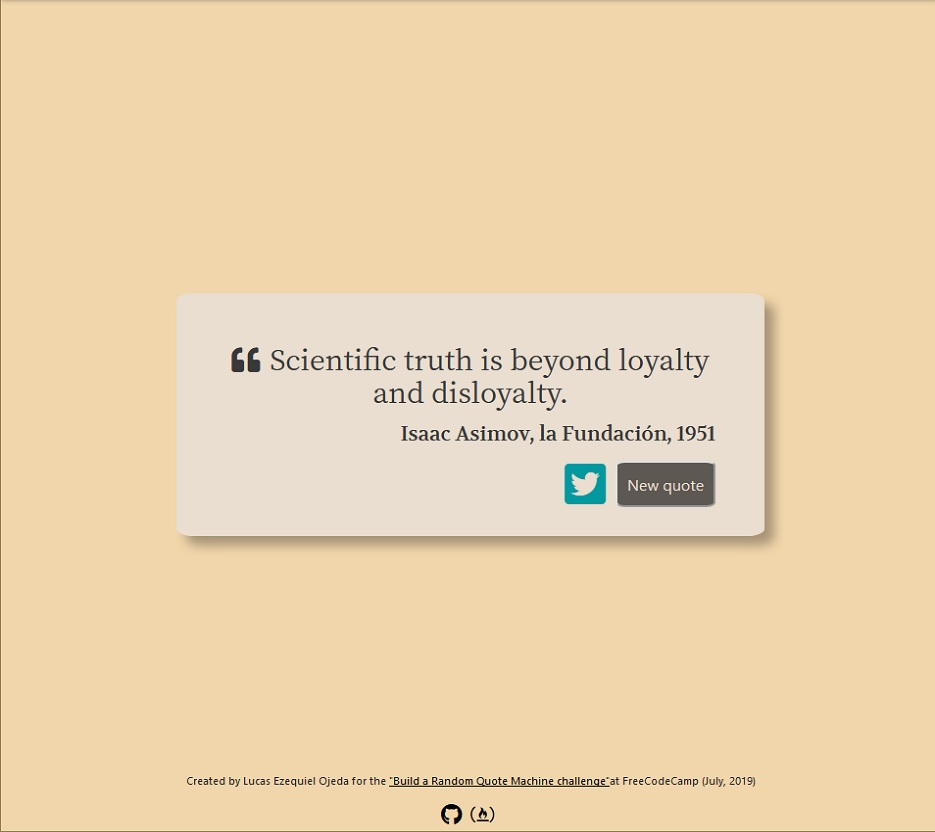 Scientific truth is beyond loyalty
and disloyalty.
Isaac Asimov, la Fundación, 1951
New quote
Created by Lucas Ezequiel Ojeda for the "Build a Random Quote Machine challenge"at FreeCodeCamp (July, 2019)